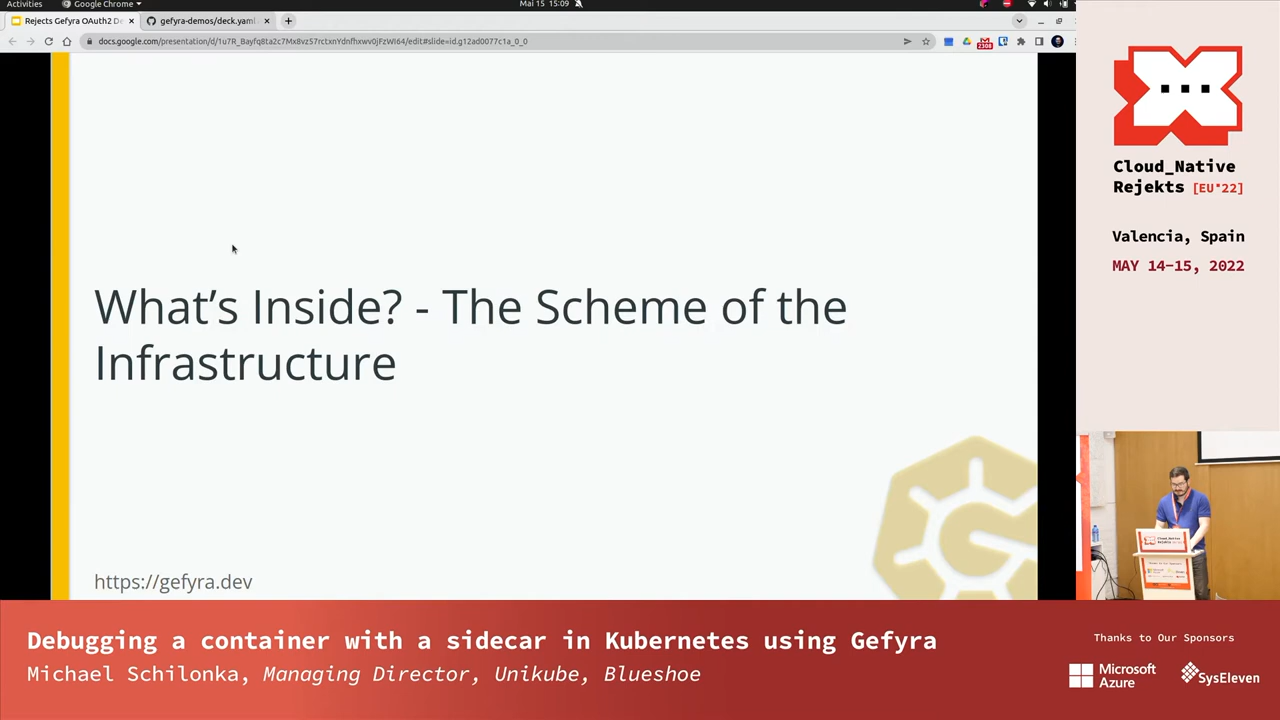 Activities
Google Chrome
Mai 15 15:09
Rejects Gefyra OAuth2 De
gefyra-demos/deck.yaml
docs.google.com/presentation/d/1u7R_Bayfq8ta2c7Mx8vz57rctxnYdnfhxwv0JFzWI64/edit#slide=id.g12ad0077c1a_0_0
2308
What's Inside? - The Scheme of the
Infrastructure
https://gefyra.dev
Cloud_Native
Rejekts [EU'22]
Valencia, Spain
MAY 14-15, 2022
Debugging a container with a sidecar in Kubernetes using Gefyra
Michael Schilonka, Managing Director, Unikube, Blueshoe
Thanks to Our Sponsors
Microsoft
Azure
SysEleven